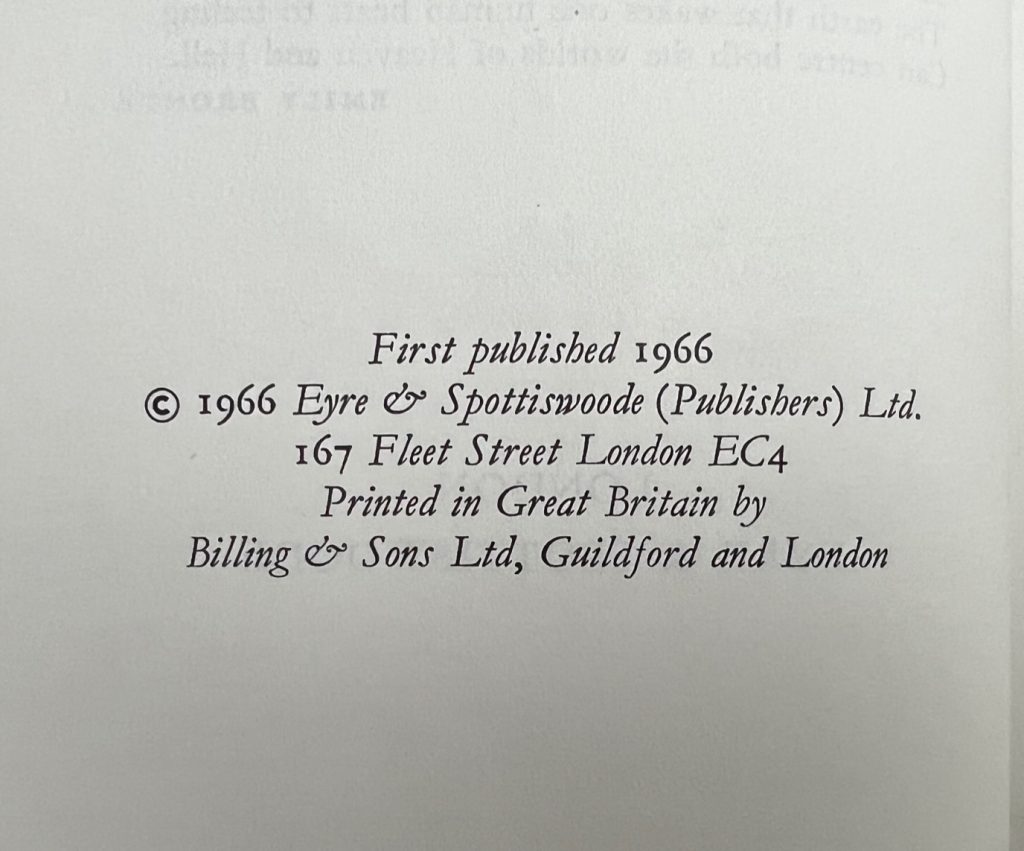 First published 1966
© 1966 Eyre & Spottiswoode (Publishers) Ltd.
167 Fleet Street London EC4
Printed in Great Britain by
Billing & Sons Ltd, Guildford and London